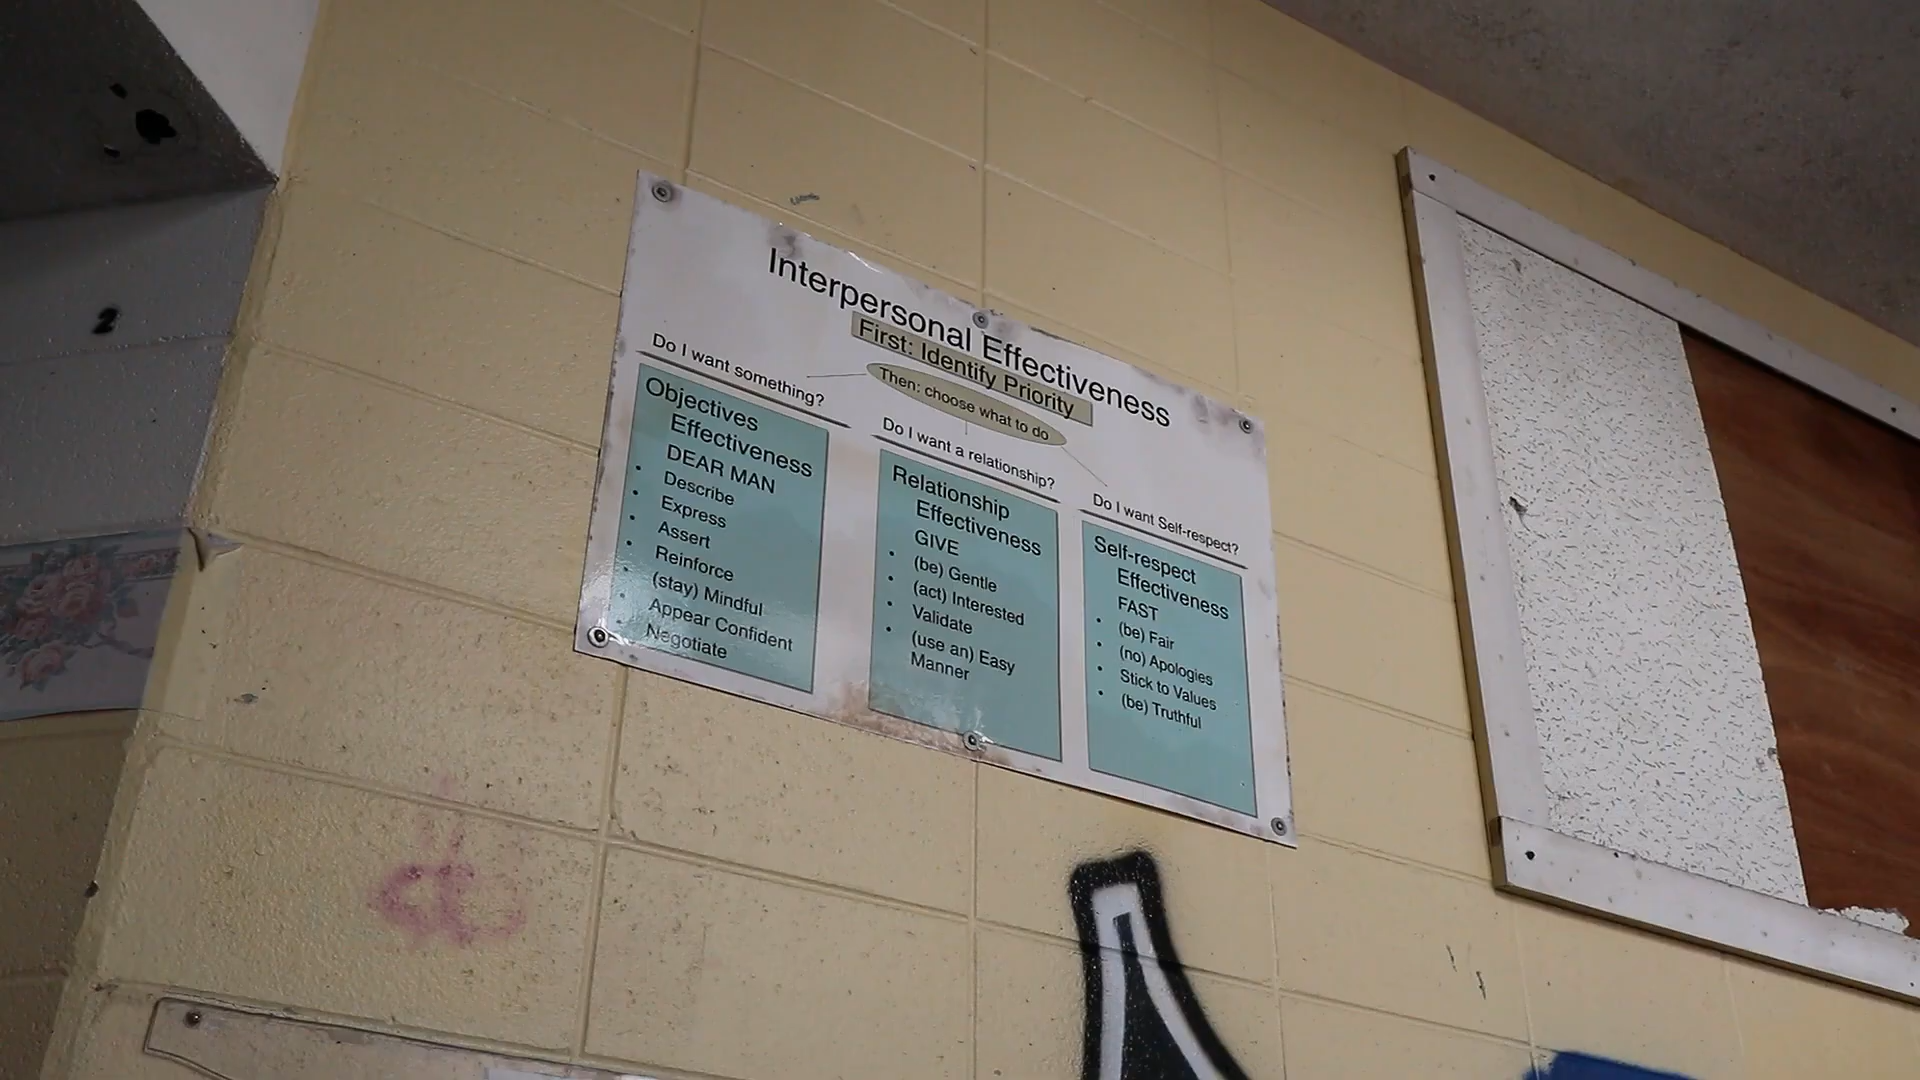 Interpersonal Effectiveness
First: Identify Priority
Then: choose what to do
Do I want something?
Objectives
Effectiveness
DEAR MAN
• Describe
• Express
• Assert
• Reinforce
• (stay) Mindful
• Appear Confident
• Negotiate
Do I want a relationship?
Relationship
Effectiveness
GIVE
• (be) Gentle
• (act) Interested
• Validate
• (use an) Easy
Manner
Do I want Self-respect?
Self-respect
Effectiveness
FAST
• (be) Fair
• (no) Apologies
• Stick to Values
• (be) Truthful
2